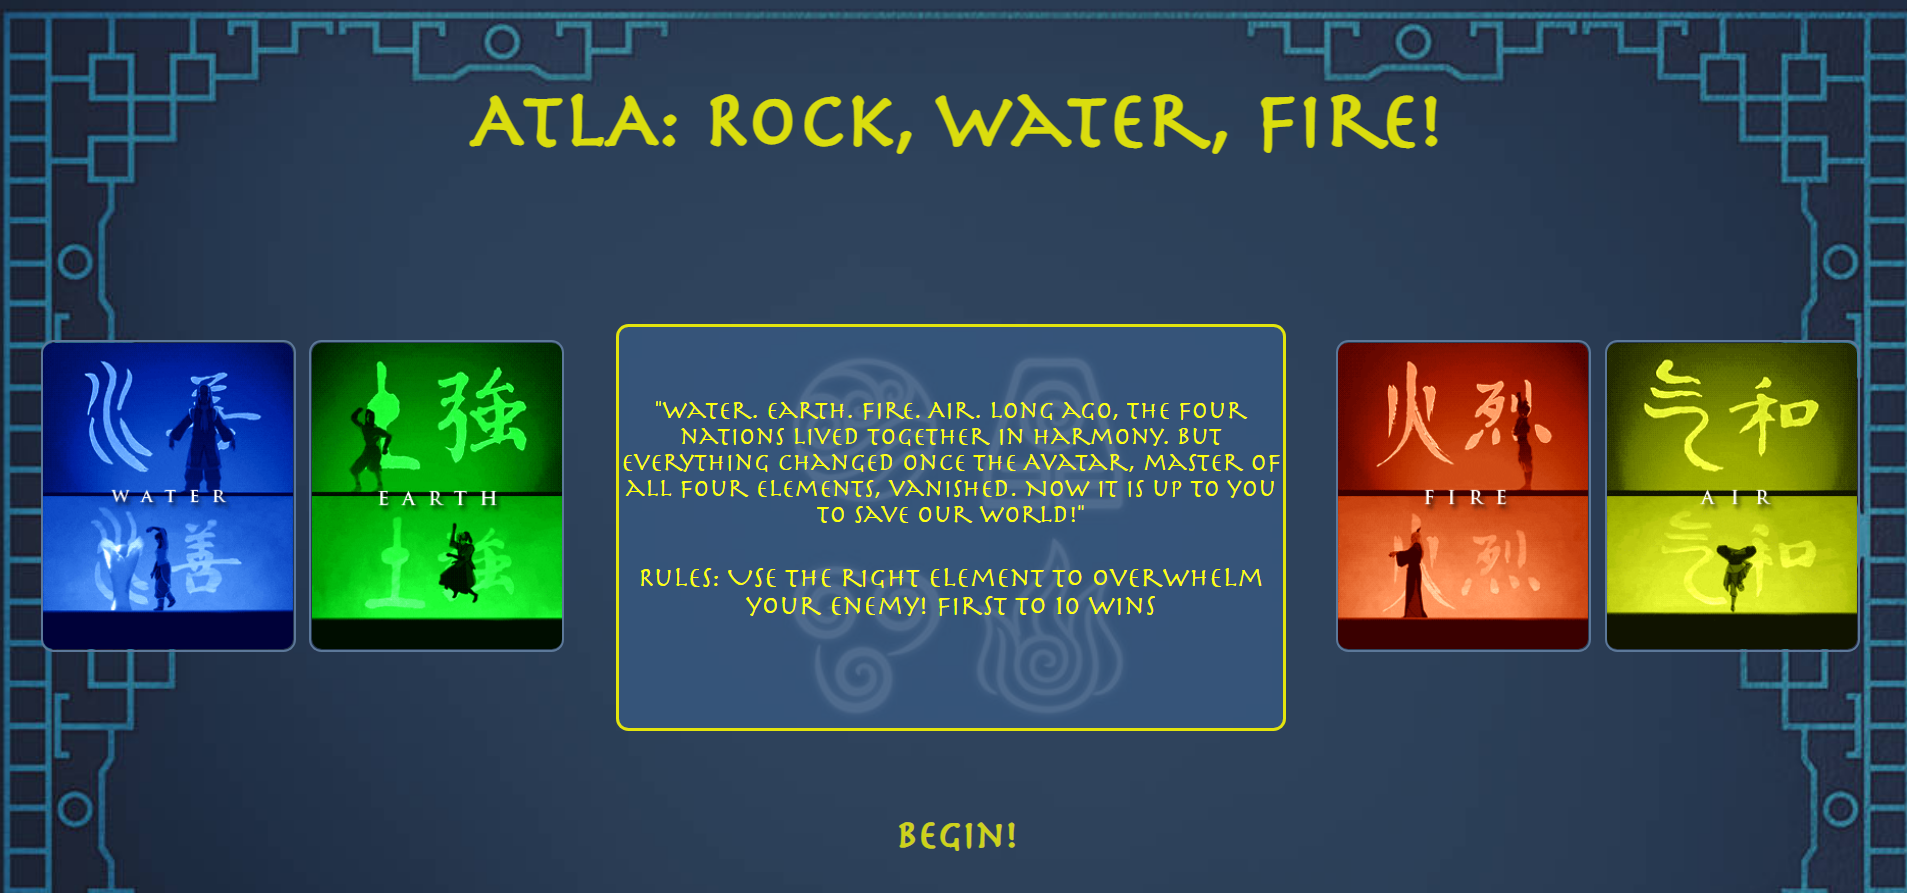 ATLA: ROCK, WATER, FIRE!
水 善
WATER
善
土 強
EARTH
土 強
"WATER. EARTH. FIRE. AIR. LONG AGO, THE FOUR
NATIONS LIVED TOGETHER IN HARMONY. BUT
EVERYTHING CHANGED ONCE THE AVATAR, MASTER OF
ALL FOUR ELEMENTS, VANISHED. NOW IT IS UP TO YOU
TO SAVE OUR WORLD!"
RULES: USE THE RIGHT ELEMENT TO OVERWHELM
YOUR ENEMY! FIRST TO 10 WINS
火 烈
FIRE
火 烈
气 和
AIR
气 和
BEGIN!